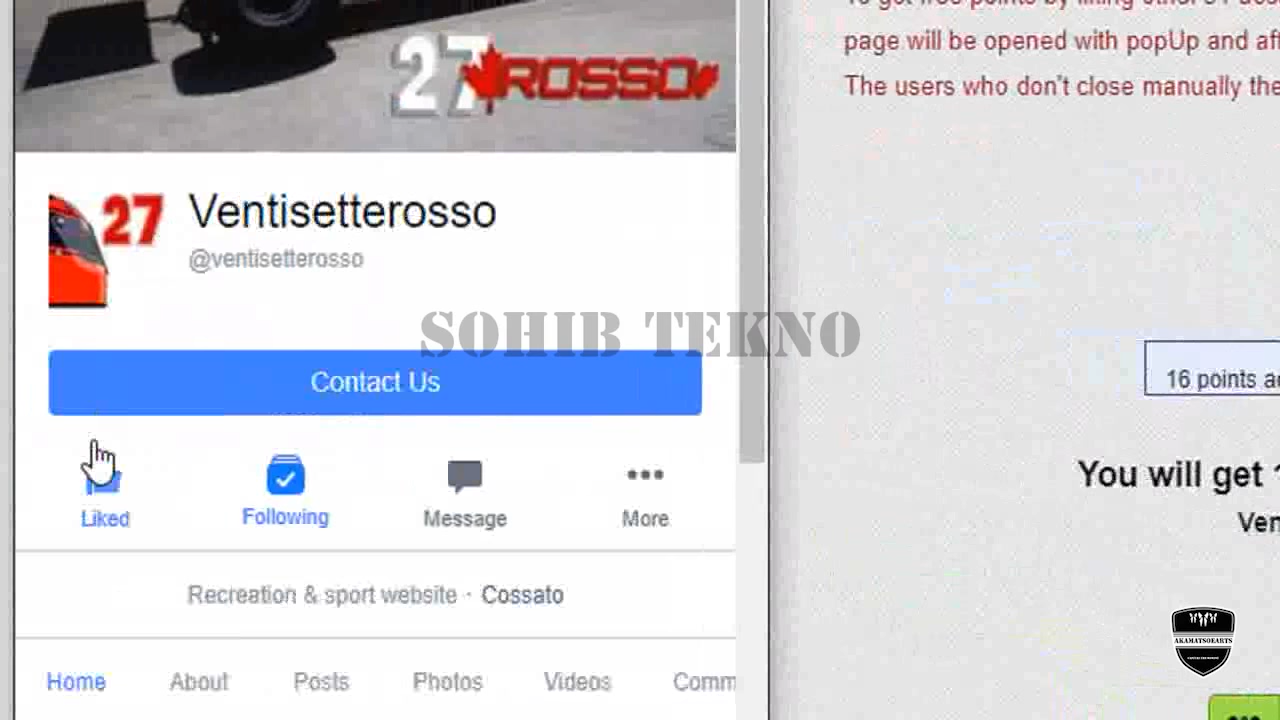 27 ROSSO
27
Ventisetterosso
@ventisetterosso
Contact Us
Liked
Following
Message
More
Recreation & sport website · Cossato
Home
About
Posts
Photos
Videos
Comm
page will be opened with popUp and aft
The users who don't close manually the
16 points a
You will get
Ven
SOHIB TEKNO
AKAMATSOEARTS